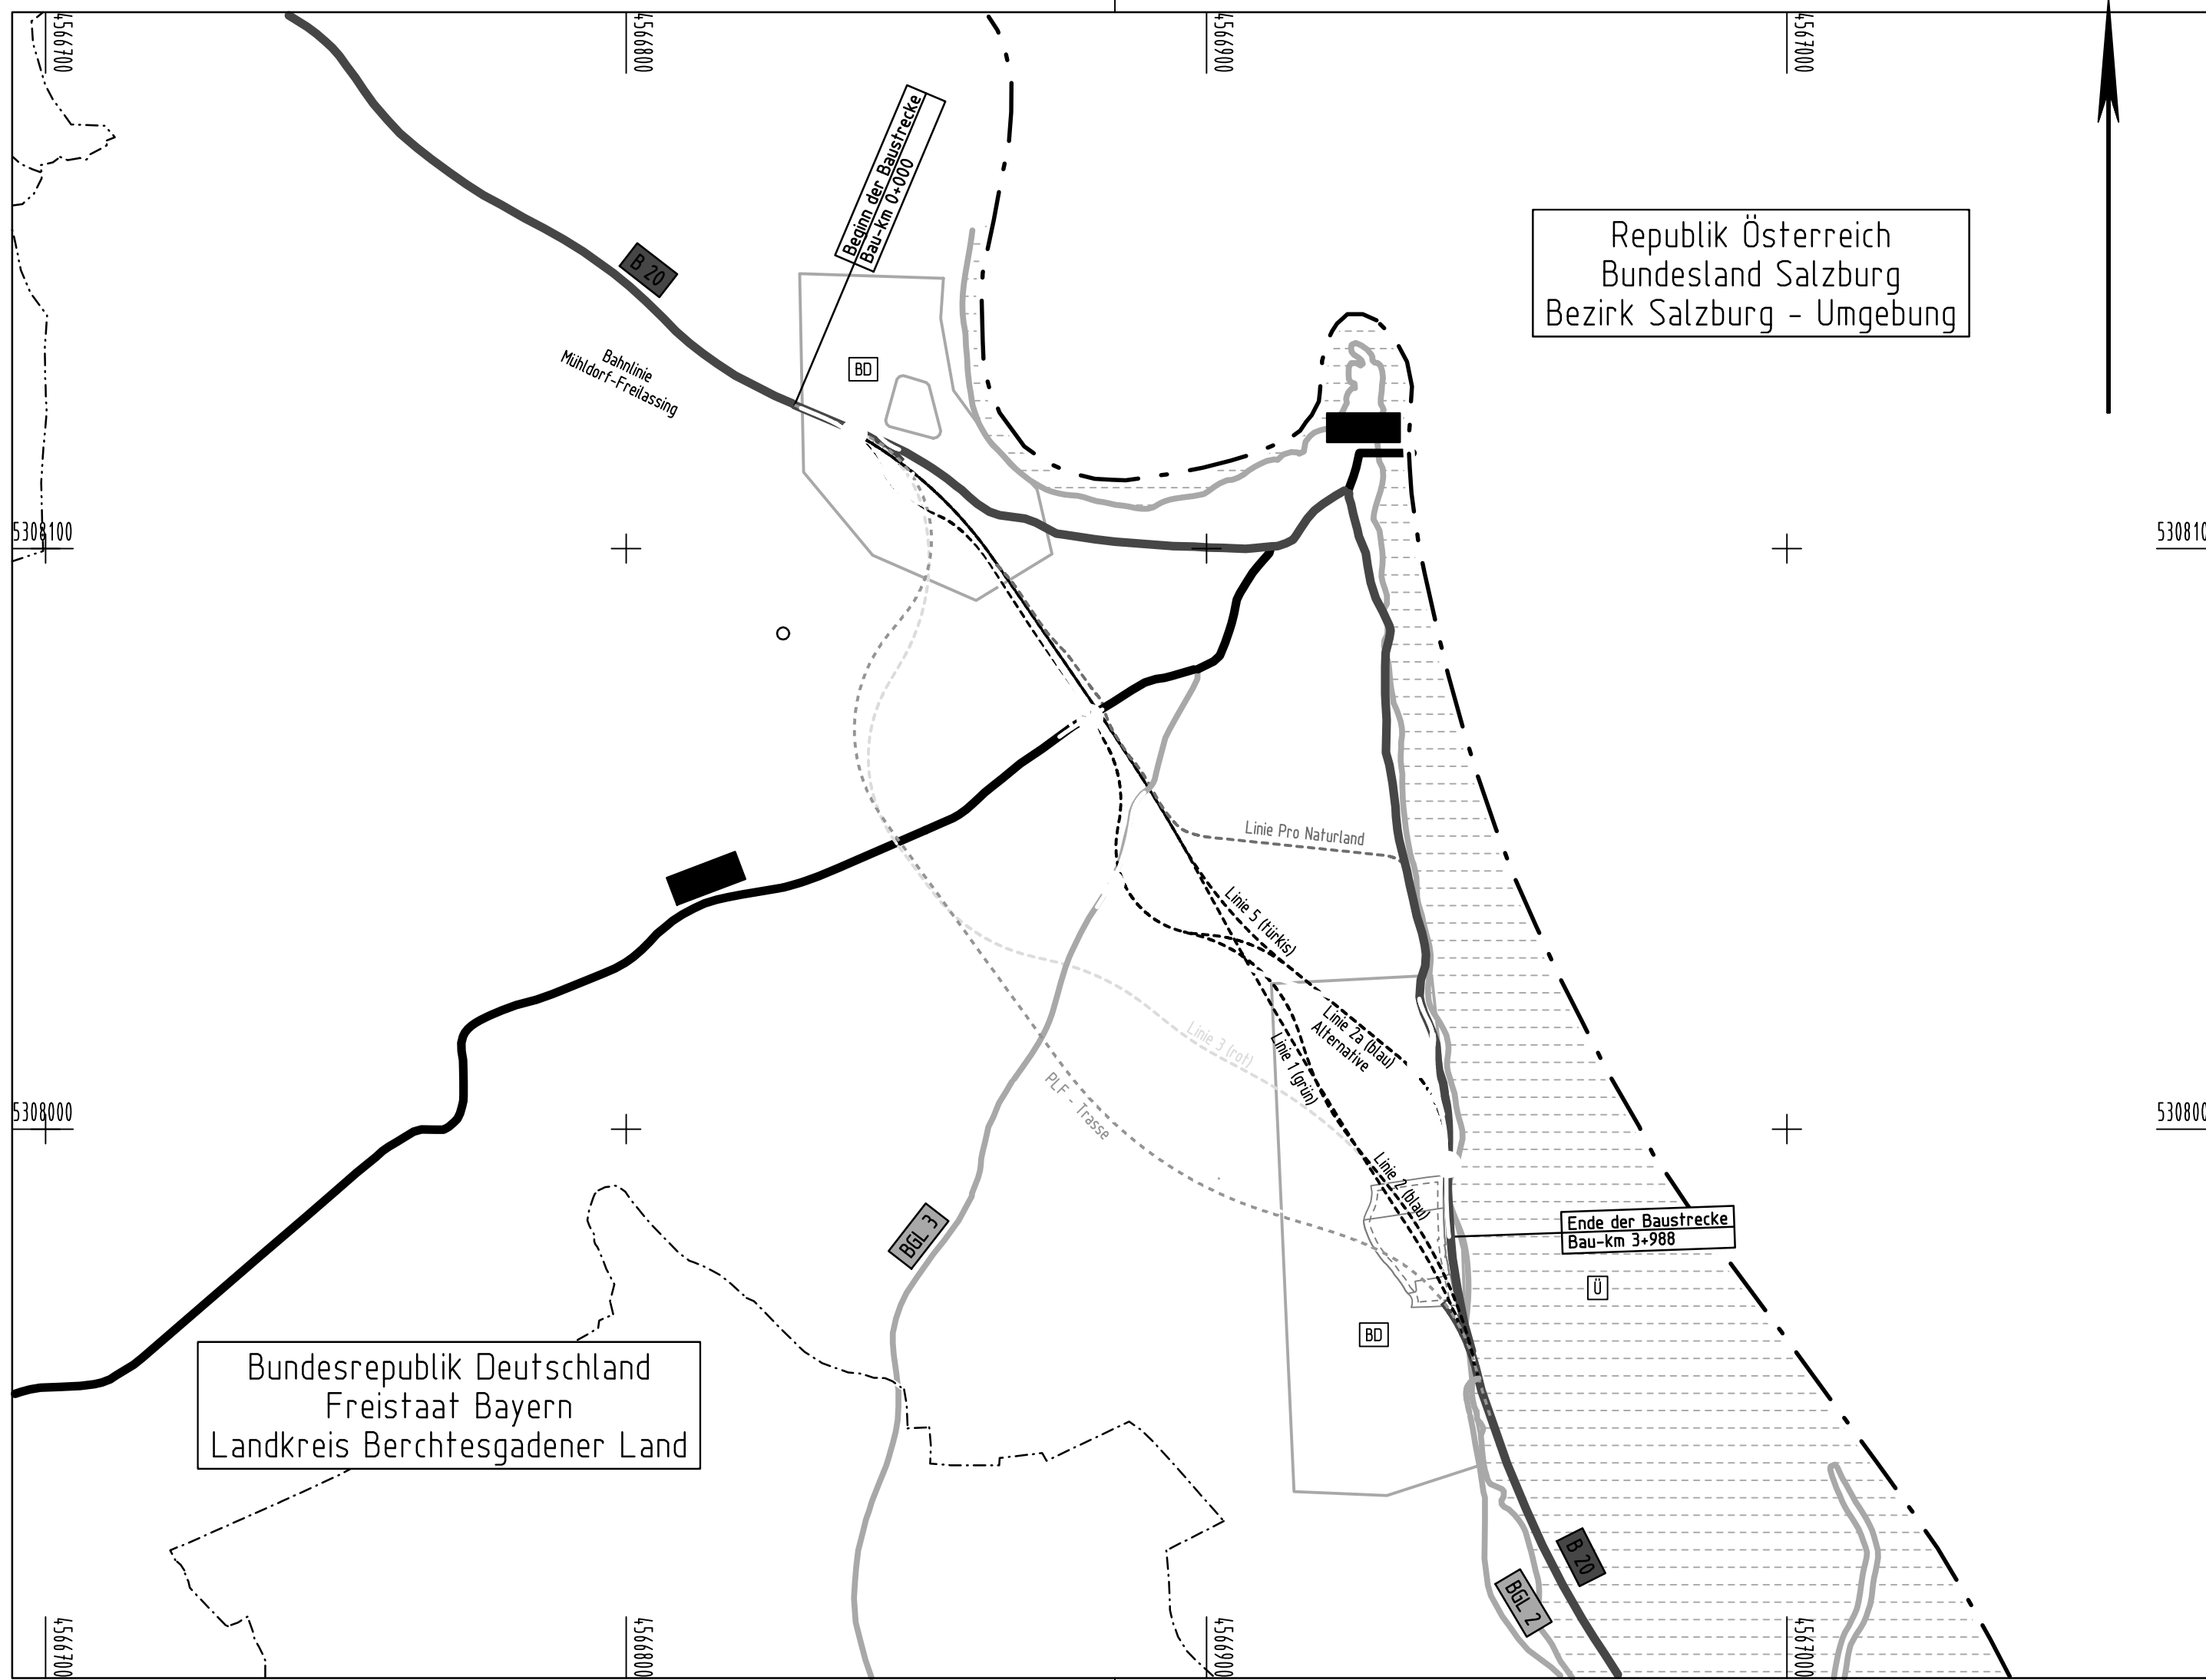 4566700
4566800
4566900
4567000
Beginn der Baustrecke
Bau-km 0+000
Republik Österreich
Bundesland Salzburg
Bezirk Salzburg - Umgebung
B 20
Bahnlinie
Mühldorf-Freilassing
BD
5308100
530810
Linie Pro Naturland
Linie 5 (türkis)
Linie 2a (blau)
Alternative
Linie 3 (rot)
Linie 1 (grün)
PLF - Trasse
5308000
530800
Linie 2 (blau)
BGL 3
Ende der Baustrecke
Bau-km 3+988
Ü
BD
Bundesrepublik Deutschland
Freistaat Bayern
Landkreis Berchtesgadener Land
B 20
BGL 2
4566700
4566800
4566900
4567000